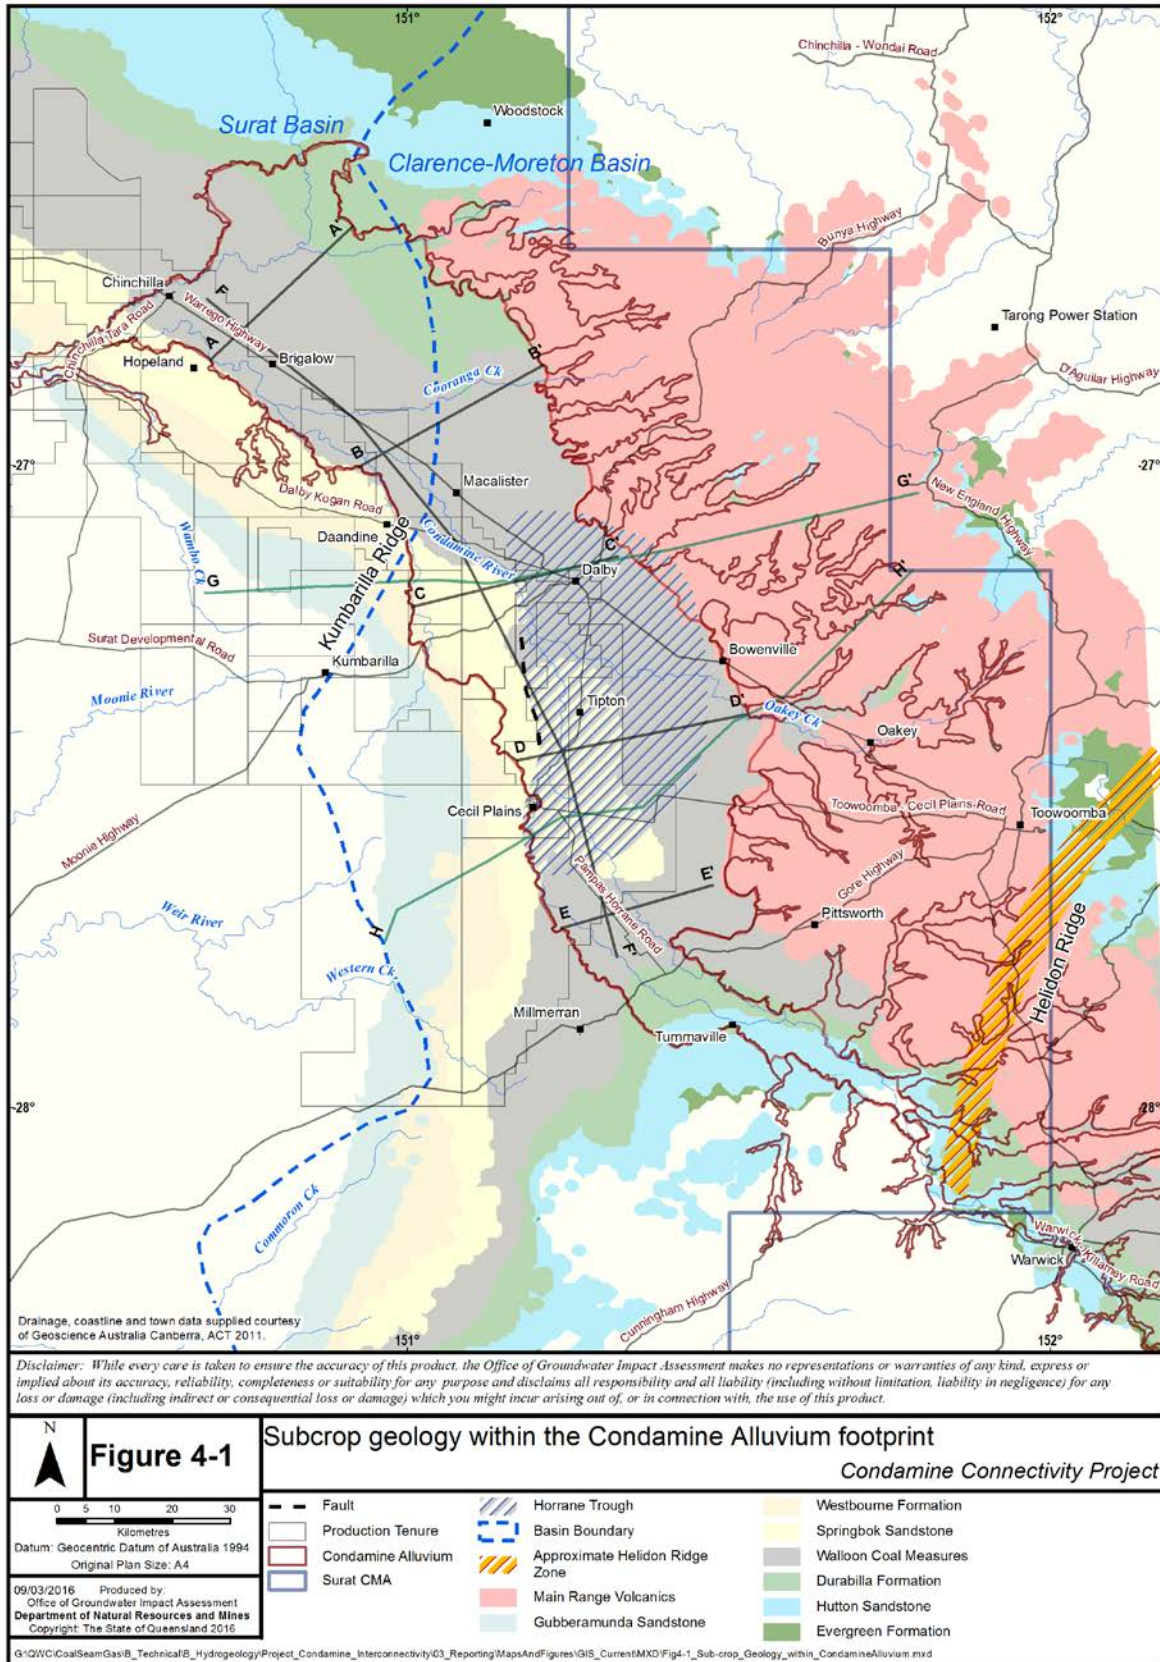 151°
152°
Chinchilla - Wondai Road
Woodstock
Surat Basin
Clarence-Moreton Basin
A'
Bunya Highway
Chinchilla
F
Warrego Highway
Tarong Power Station
Chinchilla Tara Road
A
Hopeland
Brigalow
B'
D'Aguilar Highway
Cooranga Ck
-27°
B
-27°
Macalister
G'
New England Highway
Dalby Kogan Road
Daandine
Condamine River
Wambo Ck
Kumbarilla Ridge
C'
G
Dalby
H'
C
Surat Developmental Road
Bowenville
Kumbarilla
Moonie River
Tipton
D'
Oakey Ck
Oakey
D
Cecil Plains
Toowoomba - Cecil Plains-Road
Toowoomba
Moonie Highway
Pampas Horrane Road
Gore Highway
E'
Weir River
E
Pittsworth
H
F'
Western Ck
Helidon Ridge
Millmerran
Tummaville
-28°
28°
Commoron Ck
Warwick-Killarney Road
Warwick
Cunningham Highway
Drainage, coastline and town data supplied courtesy
of Geoscience Australia Canberra, ACT 2011.
151°
152°
Disclaimer: While every care is taken to ensure the accuracy of this product, the Office of Groundwater Impact Assessment makes no representations or warranties of any kind, express or
implied about its accuracy, reliability, completeness or suitability for any purpose and disclaims all responsibility and all liability (including without limitation, liability in negligence) for any
loss or damage (including indirect or consequential loss or damage) which you might incur arising out of, or in connection with, the use of this product.
N
Figure 4-1
Subcrop geology within the Condamine Alluvium footprint
Condamine Connectivity Project
0 5 10 20 30
Kilometres
Datum: Geocentric Datum of Australia 1994
Original Plan Size: A4
09/03/2016 Produced by:
Office of Groundwater Impact Assessment
Department of Natural Resources and Mines
Copyright: The State of Queensland 2016
Fault
Production Tenure
Condamine Alluvium
Surat CMA
Horrane Trough
Basin Boundary
Approximate Helidon Ridge
Zone
Main Range Volcanics
Gubberamunda Sandstone
Westbourne Formation
Springbok Sandstone
Walloon Coal Measures
Durabilla Formation
Hutton Sandstone
Evergreen Formation
G:\QWC\CoalSeamGas\B_Technical\B_Hydrogeology\Project_Condamine_Interconnectivity\03_Reporting\MapsAndFigures\GIS_Current\MXD\Fig4-1_Sub-crop_Geology_within_CondamineAlluvium.mxd